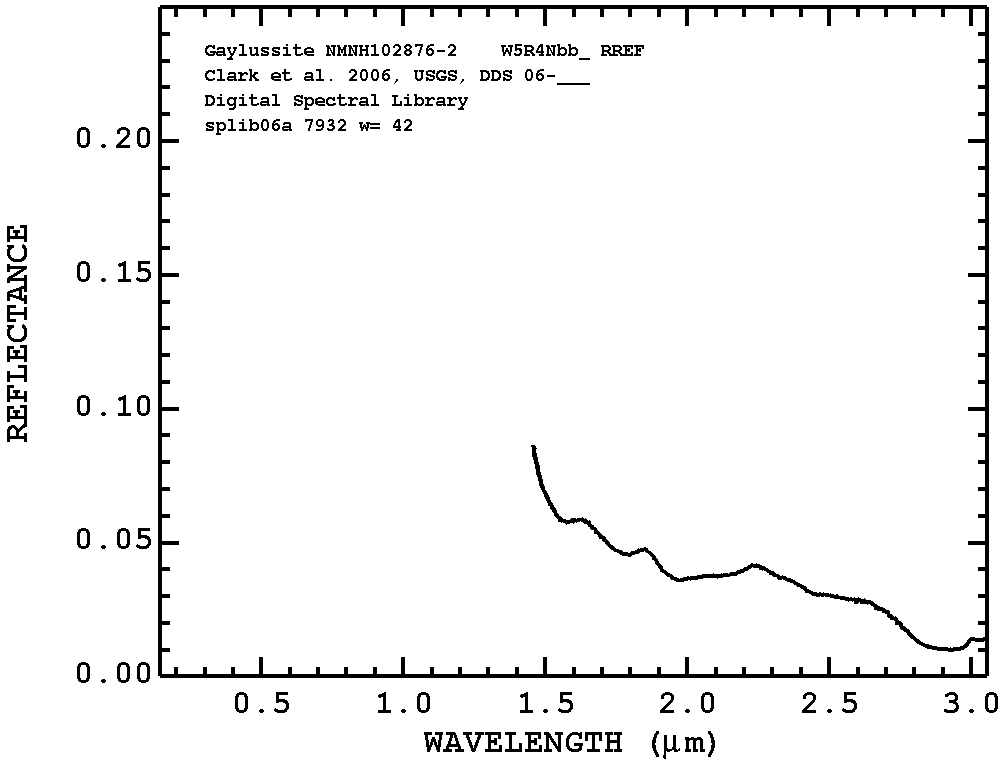 Gaylussite NMNH102876-2 W5R4Nbb_ RREF
Clark et al. 2006, USGS, DDS 06-___
Digital Spectral Library
splib06a 7932 w= 42
REFLECTANCE
0.20
0.15
0.10
0.05
0.00
0.5 1.0 1.5 2.0 2.5 3.0
WAVELENGTH (μm)